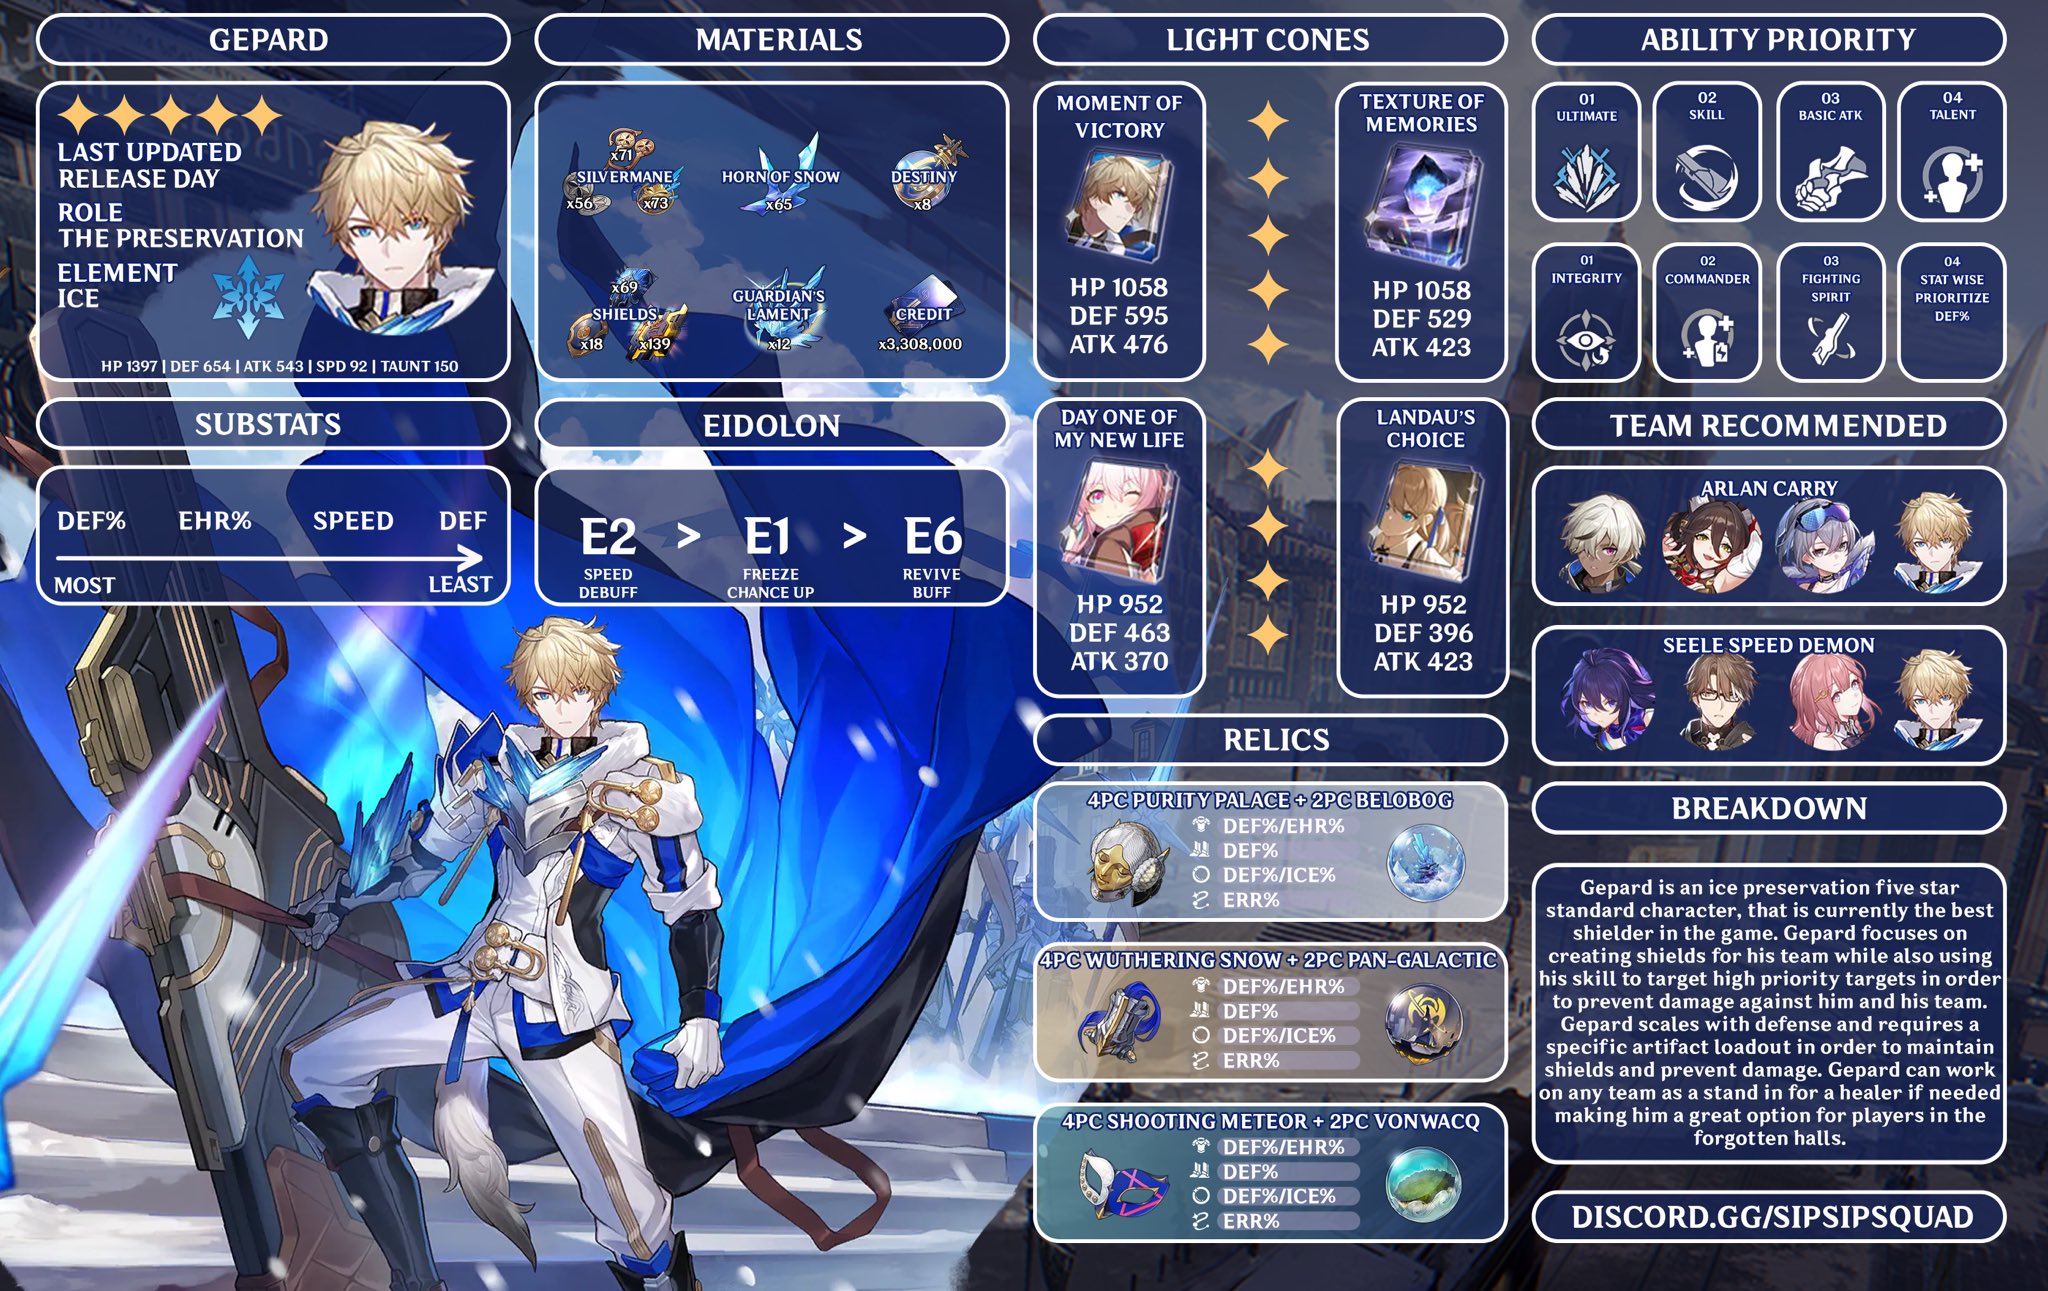 GEPARD
LAST UPDATED
RELEASE DAY
ROLE
THE PRESERVATION
ELEMENT
ICE
HP 1397 | DEF 654 | ATK 543 | SPD 92 | TAUNT 150
SUBSTATS
DEF% EHR% SPEED DEF
MOST LEAST
MATERIALS
x71
SILVERMANE
x56 x73
HORN OF SNOW
x65
DESTINY
x8
x69
SHIELDS
x18 x139
GUARDIAN'S
LAMENT
x12
CREDIT
x3,308,000
EIDOLON
E2 > E1 > E6
SPEED
DEBUFF
FREEZE
CHANCE UP
REVIVE
BUFF
LIGHT CONES
MOMENT OF
VICTORY
HP 1058
DEF 595
ATK 476
TEXTURE OF
MEMORIES
HP 1058
DEF 529
ATK 423
DAY ONE OF
MY NEW LIFE
HP 952
DEF 463
ATK 370
LANDAU'S
CHOICE
HP 952
DEF 396
ATK 423
RELICS
4PC PURITY PALACE + 2PC BELOBOG
DEF%/EHR%
DEF%
DEF%/ICE%
ERR%
4PC WUTHERING SNOW + 2PC PAN-GALACTIC
DEF%/EHR%
DEF%
DEF%/ICE%
ERR%
4PC SHOOTING METEOR + 2PC VONWACQ
DEF%/EHR%
DEF%
DEF%/ICE%
ERR%
ABILITY PRIORITY
01
ULTIMATE
02
SKILL
03
BASIC ATK
04
TALENT
01
INTEGRITY
02
COMMANDER
03
FIGHTING
SPIRIT
04
STAT WISE
PRIORITIZE
DEF%
TEAM RECOMMENDED
ARLAN CARRY
SEELE SPEED DEMON
BREAKDOWN
Gepard is an ice preservation five star
standard character, that is currently the best
shielder in the game. Gepard focuses on
creating shields for his team while also using
his skill to target high priority targets in order
to prevent damage against him and his team.
Gepard scales with defense and requires a
specific artifact loadout in order to maintain
shields and prevent damage. Gepard can work
on any team as a stand in for a healer if needed
making him a great option for players in the
forgotten halls.
DISCORD.GG/SIPSIPSQUAD